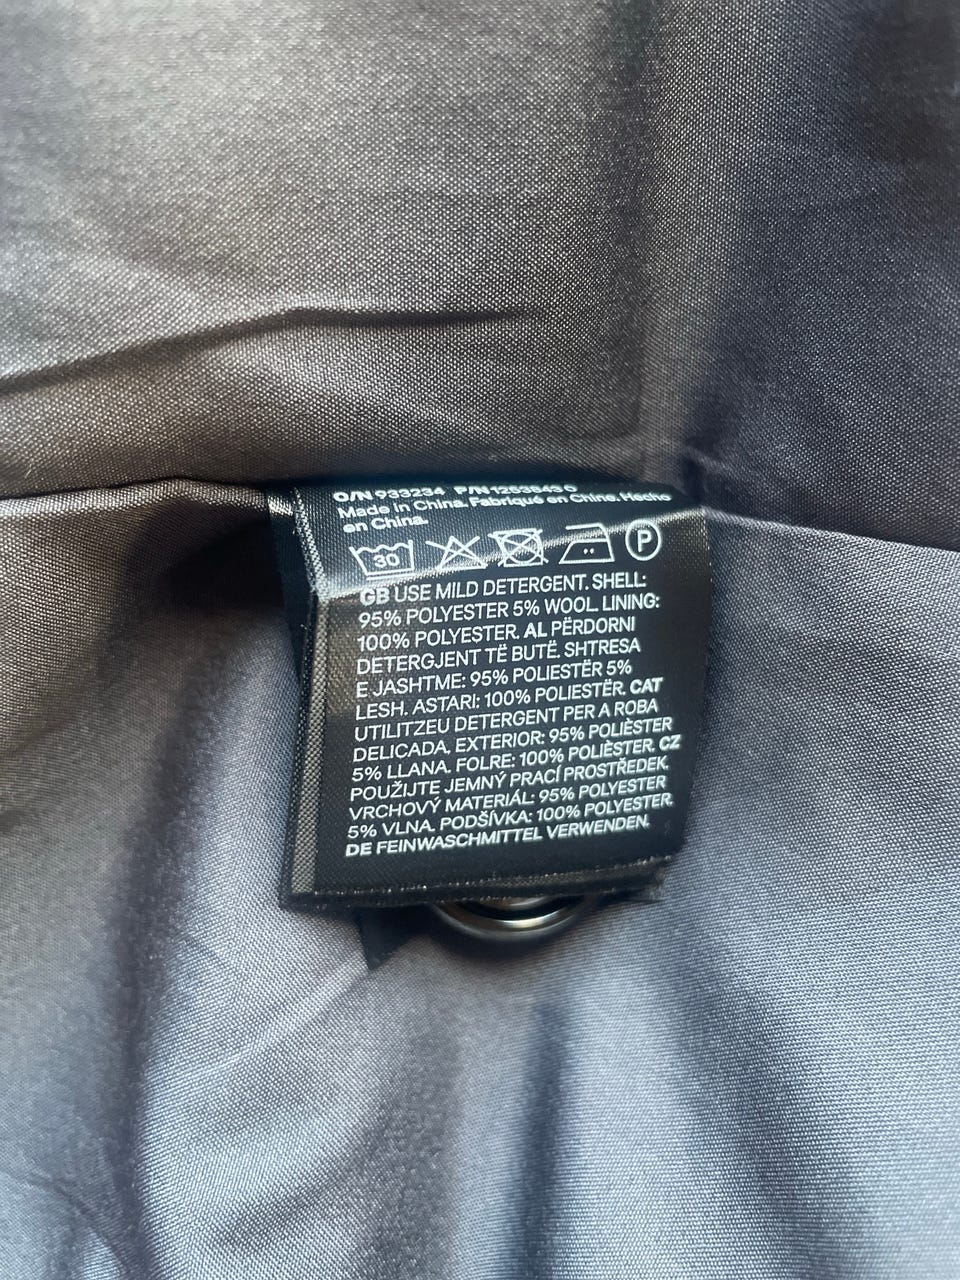 O/N 933234 P/N 1253843
Made in China. Fabriqué en Chine. Hecho
en China.
30 P
GB USE MILD DETERGENT. SHELL:
95% POLYESTER 5% WOOL. LINING:
100% POLYESTER. AL PËRDORNI
DETERGJENT TË BUTË. SHTRESA
E JASHTME: 95% POLIESTËR 5%
LESH. ASTARI: 100% POLIESTËR. CAT
UTILITZEU DETERGENT PER A ROBA
DELICADA. EXTERIOR: 95% POLIÈSTER
5% LLANA. FOLRE: 100% POLIÈSTER. CZ
POUŽIJTE JEMNÝ PRACÍ PROSTŘEDEK.
VRCHOVÝ MATERIÁL: 95% POLYESTER
5% VLNA. PODŠÍVKA: 100% POLYESTER.
DE FEINWASCHMITTEL VERWENDEN.